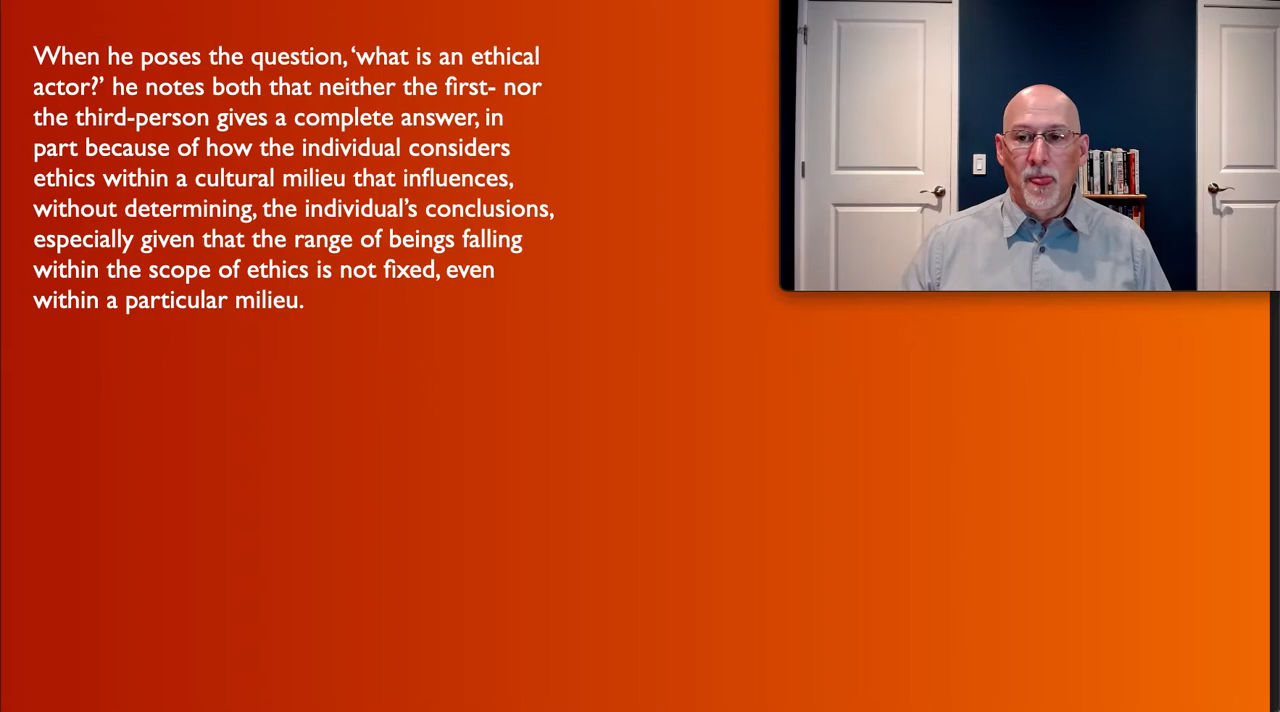 When he poses the question, ‘what is an ethical
actor?’ he notes both that neither the first- nor
the third-person gives a complete answer, in
part because of how the individual considers
ethics within a cultural milieu that influences,
without determining, the individual’s conclusions,
especially given that the range of beings falling
within the scope of ethics is not fixed, even
within a particular milieu.